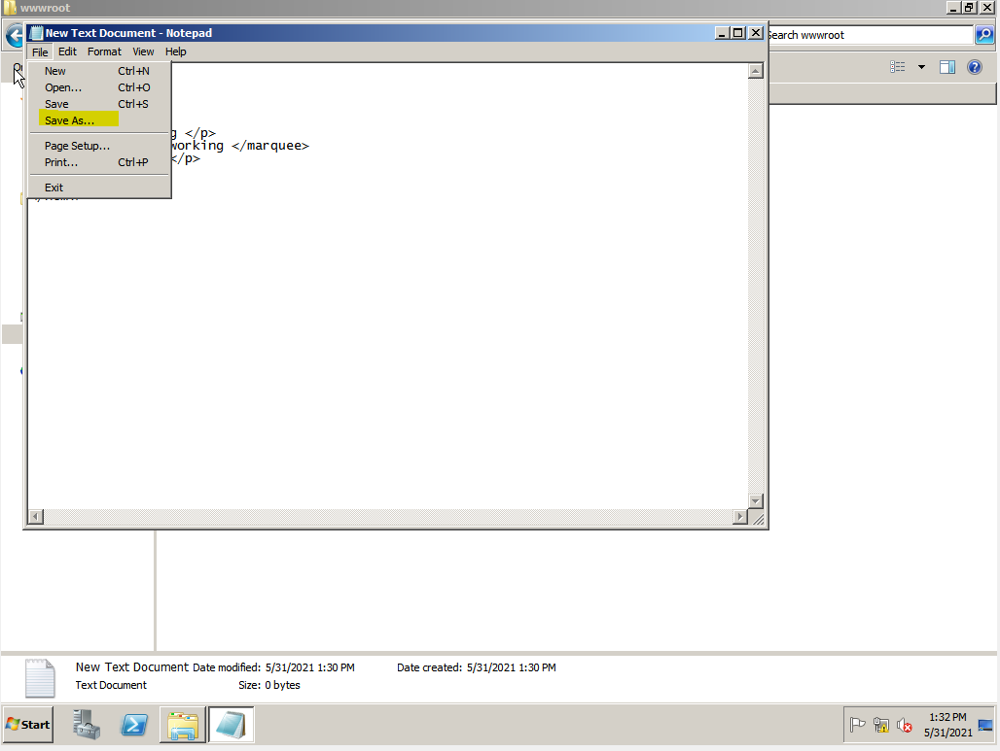 wwwroot
New Text Document - Notepad
Search wwwroot
File Edit Format View Help
New Ctrl+N
Open... Ctrl+O
Save Ctrl+S
Save As...
</p>
working </marquee>
</p>
Page Setup...
Print... Ctrl+P
Exit
New Text Document Date modified: 5/31/2021 1:30 PM Date created: 5/31/2021 1:30 PM
Text Document Size: 0 bytes
Start
1:32 PM
5/31/2021